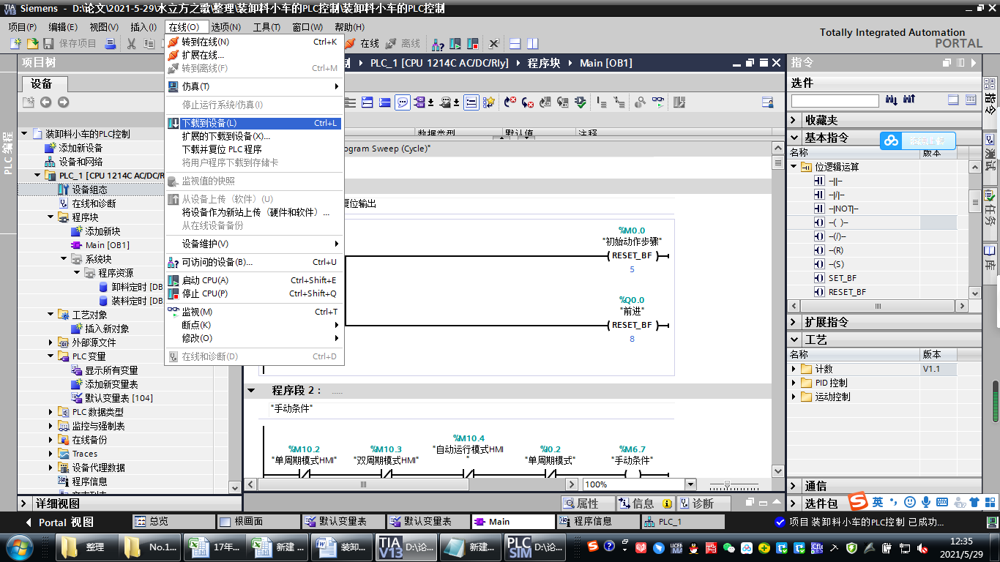 Siemens - D:\论文\2021-5-29\水立方之歌\整理\装卸料小车的PLC控制\装卸料小车的PLC控制
项目(P) 编辑(E) 视图(V) 插入(I) 在线(O) 选项(N) 工具(T) 窗口(W) 帮助(H)
Totally Integrated Automation
PORTAL
保存项目
在线 离线
转到在线(N) Ctrl+K
扩展在线...
转到离线(F) Ctrl+M
仿真(T)
停止运行系统/仿真(I)
下载到设备(L) Ctrl+L
扩展的下载到设备(X)...
下载并复位 PLC 程序
将用户程序下载到存储卡
监视值的快照
从设备上传（软件）(U)
将设备作为新站上传（硬件和软件）...
从在线设备备份
设备维护(V)
可访问的设备(B)... Ctrl+U
启动 CPU(A) Ctrl+Shift+E
停止 CPU(P) Ctrl+Shift+Q
监视(M) Ctrl+T
断点(K)
修改(O)
在线和诊断(D) Ctrl+D
PLC 编程
项目树
设备
装卸料小车的PLC控制
添加新设备
设备和网络
PLC_1 [CPU 1214C AC/DC/R
设备组态
在线和诊断
程序块
添加新块
Main [OB1]
系统块
程序资源
卸料定时 [DB
装料定时 [DB
工艺对象
插入新对象
外部源文件
PLC 变量
显示所有变量
添加新变量表
默认变量表 [104]
PLC 数据类型
监控与强制表
在线备份
Traces
设备代理数据
程序信息
详细视图
PLC_1 [CPU 1214C AC/DC/Rly] 程序块 Main [OB1]
数据类型 默认值 注释
ogram Sweep (Cycle)"
复位输出
%M0.0
"初始动作步骤"
RESET_BF
5
%Q0.0
"前进"
RESET_BF
8
程序段 2： .....
"手动条件"
%M10.2 %M10.3 %M10.4 %I0.2 %M6.7
"单周期模式HMI" "双周期模式HMI" "自动运行模式HMI" "单周期模式" "手动条件"
100%
属性 信息 诊断
指令
选件
收藏夹
基本指令
名称 版本
位逻辑运算
-||-
-|/|-
-|NOT|-
-( )-
-(/)-
-(R)
-(S)
SET_BF
RESET_BF
扩展指令
工艺
名称 版本
计数 V1.1
PID 控制
运动控制
通信
选件包
指令
测试
任务
库
英
Portal 视图 总览 根画面 默认变量表 默认变量表 Main 程序信息 PLC_1
项目 装卸料小车的PLC控制 已成功...
整理 No.1... 17年... 新建 ... 装卸... D:\论... 新建... D:\论...
12:35
2021/5/29